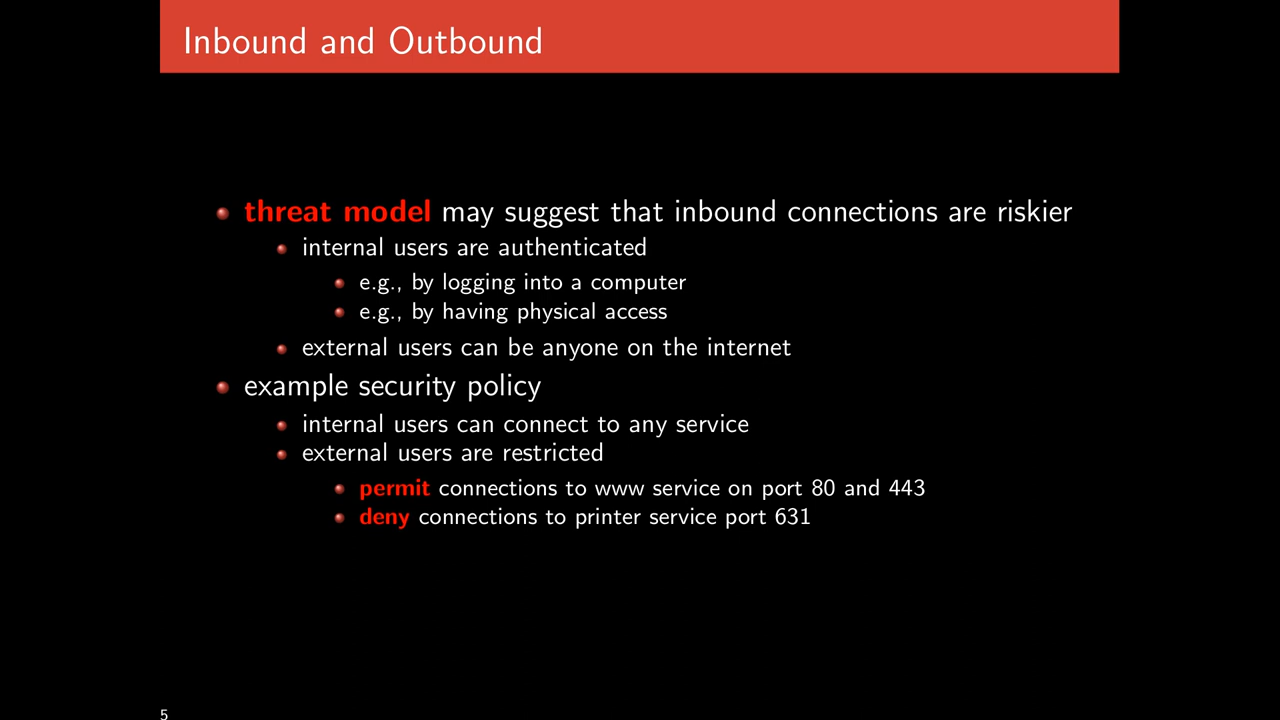 Inbound and Outbound
threat model may suggest that inbound connections are riskier
internal users are authenticated
e.g., by logging into a computer
e.g., by having physical access
external users can be anyone on the internet
example security policy
internal users can connect to any service
external users are restricted
permit connections to www service on port 80 and 443
deny connections to printer service port 631
5